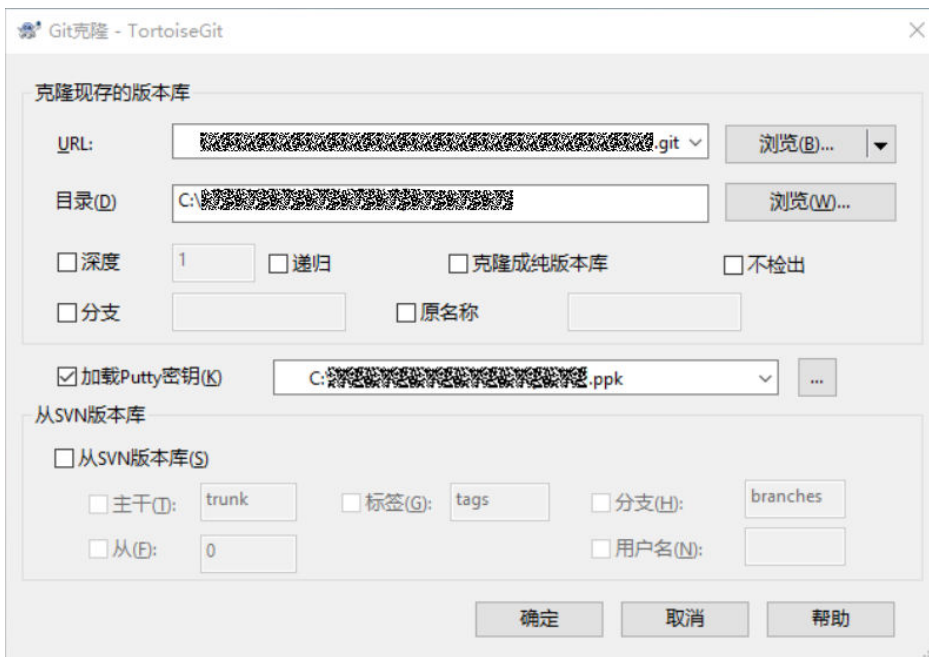 Git克隆 - TortoiseGit
克隆现存的版本库
URL: .git 浏览(B)...
目录(D) C:\ 浏览(W)...
深度 1 递归 克隆成纯版本库 不检出
分支 原名称
加载Putty密钥(K) C: .ppk ...
从SVN版本库
从SVN版本库(S)
主干(T): trunk 标签(G): tags 分支(H): branches
从(F): 0 用户名(N):
确定 取消 帮助